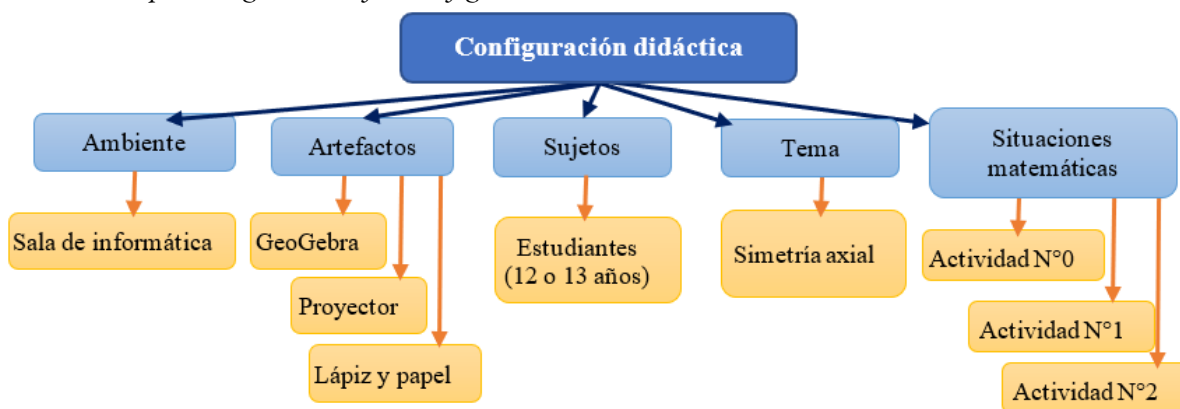 Configuración didáctica
Ambiente
Artefactos
Sujetos
Tema
Situaciones
matemáticas
Sala de informática
GeoGebra
Proyector
Lápiz y papel
Estudiantes
(12 o 13 años)
Simetría axial
Actividad N°0
Actividad N°1
Actividad N°2